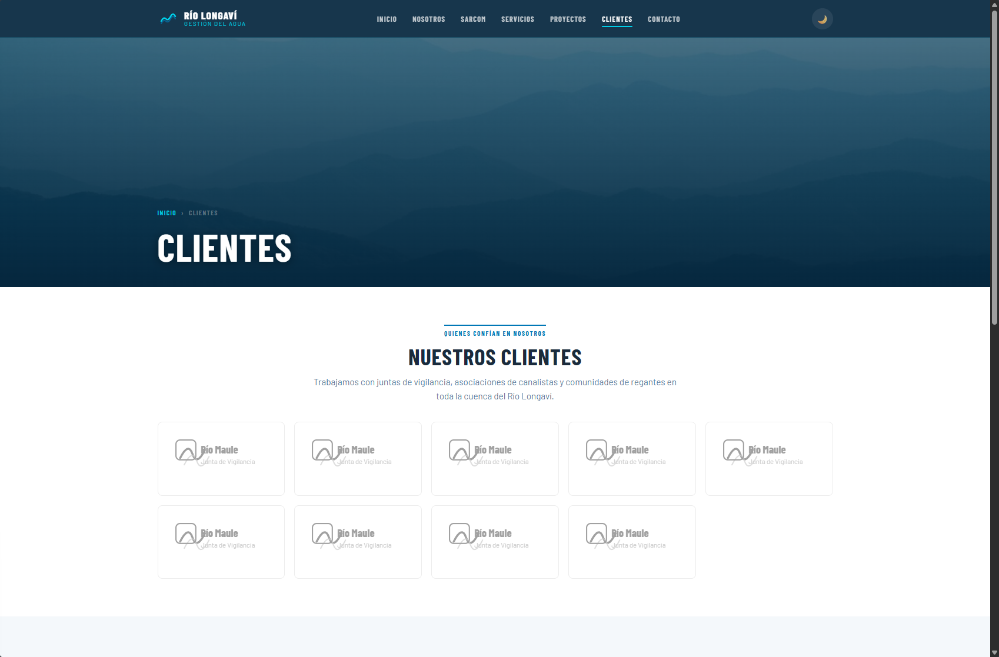 RÍO LONGAVÍ
GESTIÓN DEL AGUA
INICIO
NOSOTROS
SARCOM
SERVICIOS
PROYECTOS
CLIENTES
CONTACTO
INICIO › CLIENTES
CLIENTES
QUIENES CONFÍAN EN NOSOTROS
NUESTROS CLIENTES
Trabajamos con juntas de vigilancia, asociaciones de canalistas y comunidades de regantes en
toda la cuenca del Río Longaví.
Río Maule
Junta de Vigilancia
Río Maule
Junta de Vigilancia
Río Maule
Junta de Vigilancia
Río Maule
Junta de Vigilancia
Río Maule
Junta de Vigilancia
Río Maule
Junta de Vigilancia
Río Maule
Junta de Vigilancia
Río Maule
Junta de Vigilancia
Río Maule
Junta de Vigilancia